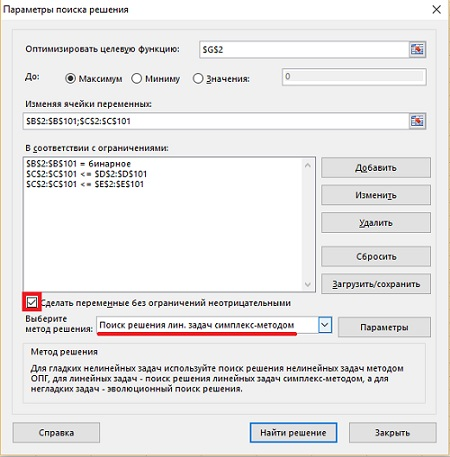 Параметры поиска решения
Оптимизировать целевую функцию: $G$2
До: Максимум Миниму Значения: 0
Изменяя ячейки переменных:
$B$2:$B$101;$C$2:$C$101
В соответствии с ограничениями:
$B$2:$B$101 = бинарное
$C$2:$C$101 <= $D$2:$D$101
$C$2:$C$101 <= $E$2:$E$101
Добавить
Изменить
Удалить
Сбросить
Загрузить/сохранить
Сделать переменные без ограничений неотрицательными
Выберите
метод решения: Поиск решения лин. задач симплекс-методом Параметры
Метод решения
Для гладких нелинейных задач используйте поиск решения нелинейных задач методом
ОПГ, для линейных задач - поиск решения линейных задач симплекс-методом, а для
негладких задач - эволюционный поиск решения.
Справка Найти решение Закрыть